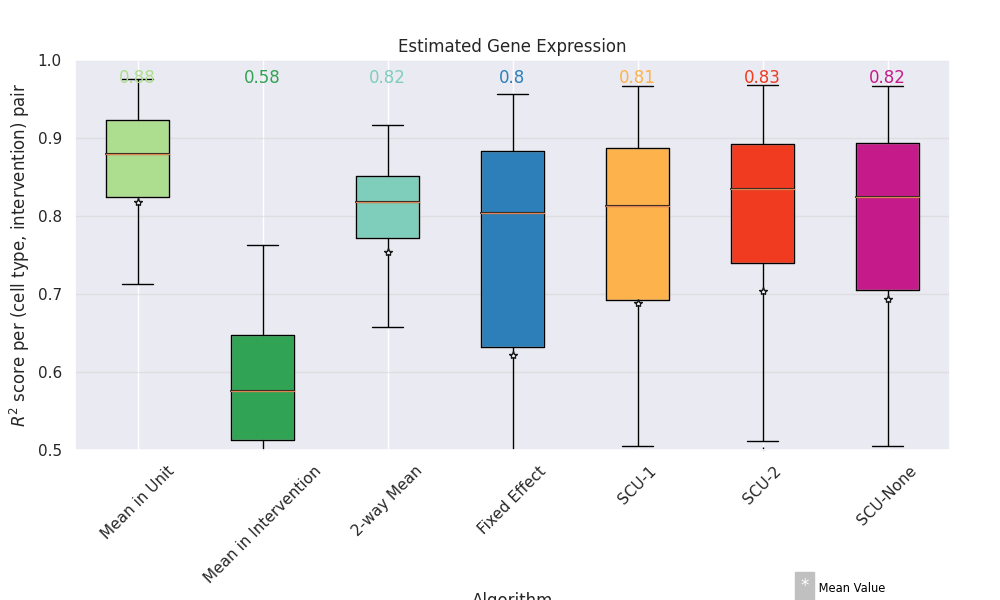 Estimated Gene Expression
R² score per (cell type, intervention) pair
1.0
0.9
0.8
0.7
0.6
0.5
0.88 0.58 0.82 0.8 0.81 0.83 0.82
Mean in Unit
Mean in Intervention
2-way Mean
Fixed Effect
SCU-1
SCU-2
SCU-None
Algorithm
* Mean Value